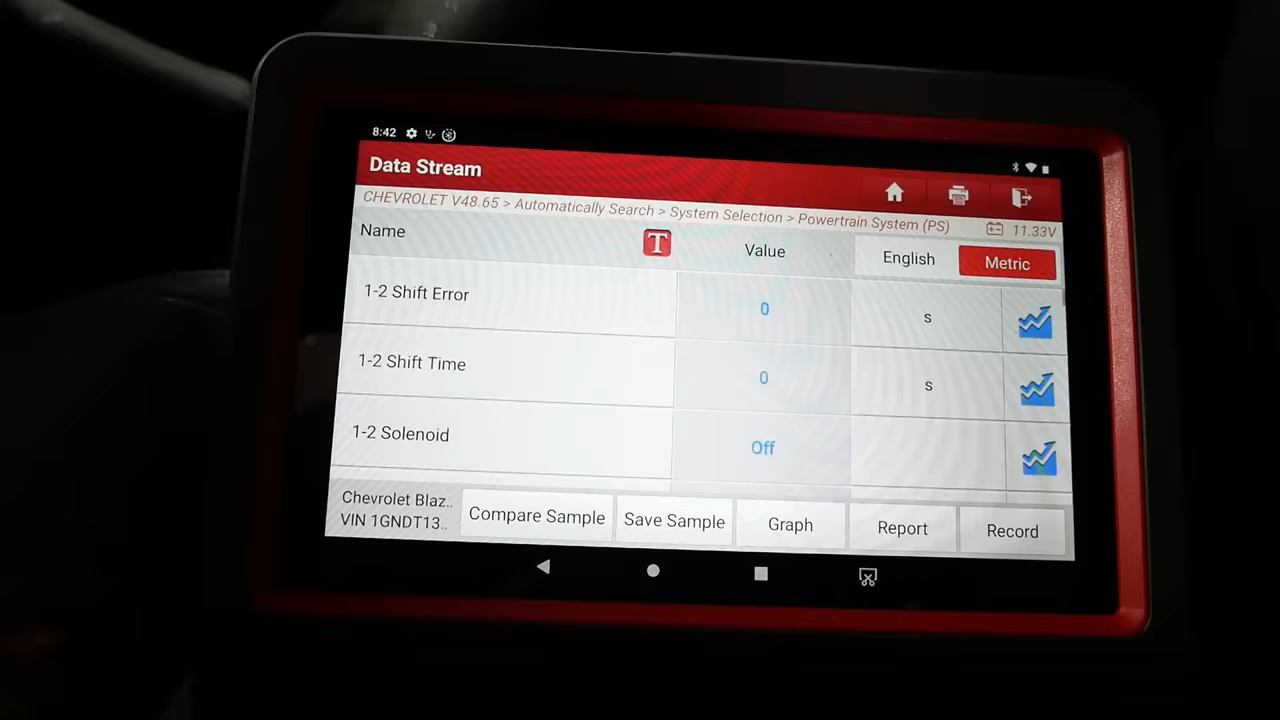 8:42
Data Stream
CHEVROLET V48.65 > Automatically Search > System Selection > Powertrain System (PS)
11.33V
Name
T
Value
English
Metric
1-2 Shift Error
0
s
1-2 Shift Time
0
s
1-2 Solenoid
Off
Chevrolet Blaz..
VIN 1GNDT13..
Compare Sample
Save Sample
Graph
Report
Record